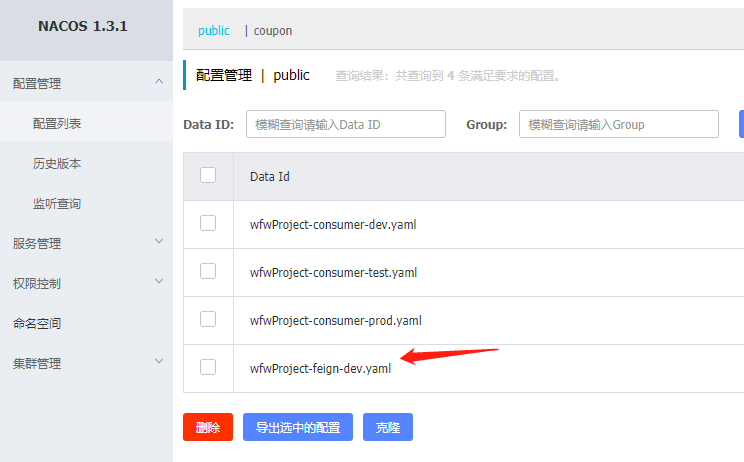 NACOS 1.3.1
配置管理
配置列表
历史版本
监听查询
服务管理
权限控制
命名空间
集群管理
public | coupon
配置管理 | public 查询结果：共查询到 4 条满足要求的配置。
Data ID: 模糊查询请输入Data ID Group: 模糊查询请输入Group
Data Id
wfwProject-consumer-dev.yaml
wfwProject-consumer-test.yaml
wfwProject-consumer-prod.yaml
wfwProject-feign-dev.yaml
删除 导出选中的配置 克隆